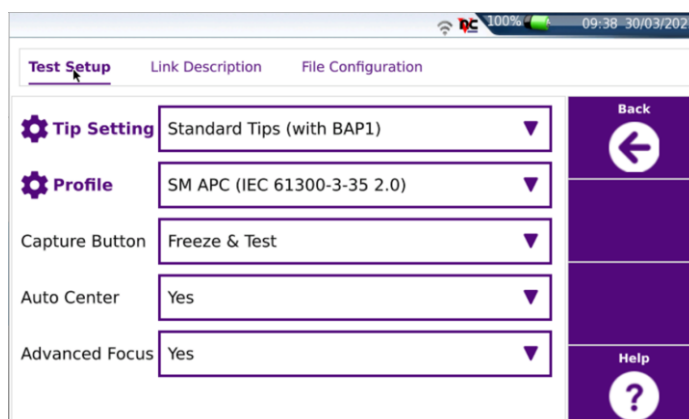 100%
09:38 30/03/202
Test Setup Link Description File Configuration
Back
Tip Setting Standard Tips (with BAP1)
Profile SM APC (IEC 61300-3-35 2.0)
Capture Button Freeze & Test
Auto Center Yes
Advanced Focus Yes
Help
?